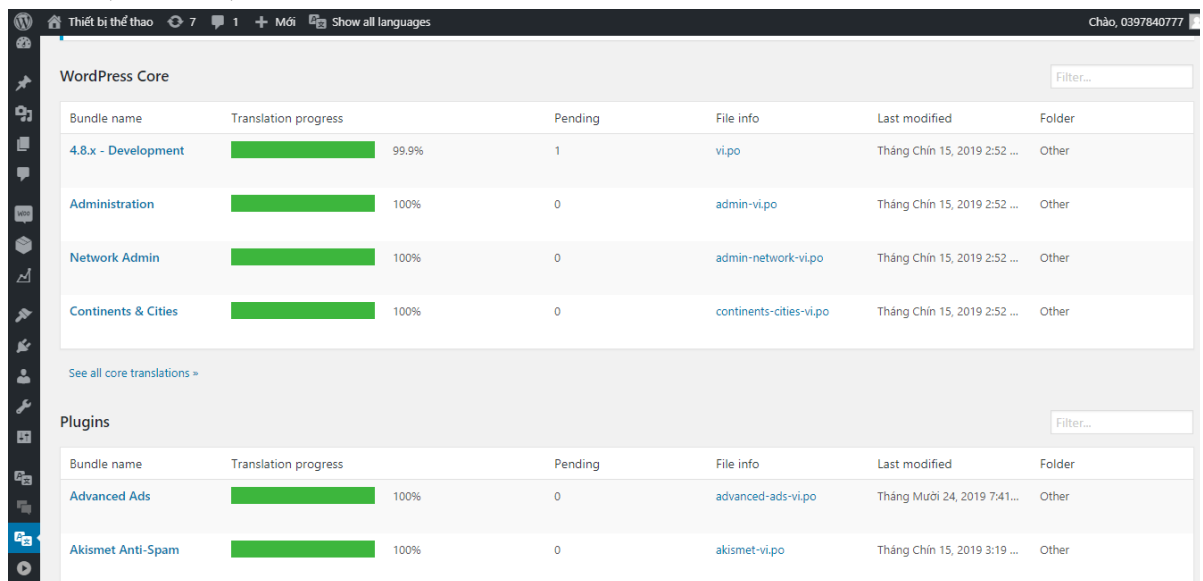 Thiết bị thể thao 7 1 Mới Show all languages Chào, 0397840777
WordPress Core Filter...
Bundle name Translation progress Pending File info Last modified Folder
4.8.x - Development 99.9% 1 vi.po Tháng Chín 15, 2019 2:52 ... Other
Administration 100% 0 admin-vi.po Tháng Chín 15, 2019 2:52 ... Other
Network Admin 100% 0 admin-network-vi.po Tháng Chín 15, 2019 2:52 ... Other
Continents & Cities 100% 0 continents-cities-vi.po Tháng Chín 15, 2019 2:52 ... Other
See all core translations »
Plugins Filter...
Bundle name Translation progress Pending File info Last modified Folder
Advanced Ads 100% 0 advanced-ads-vi.po Tháng Mười 24, 2019 7:41... Other
Akismet Anti-Spam 100% 0 akismet-vi.po Tháng Chín 15, 2019 3:19 ... Other